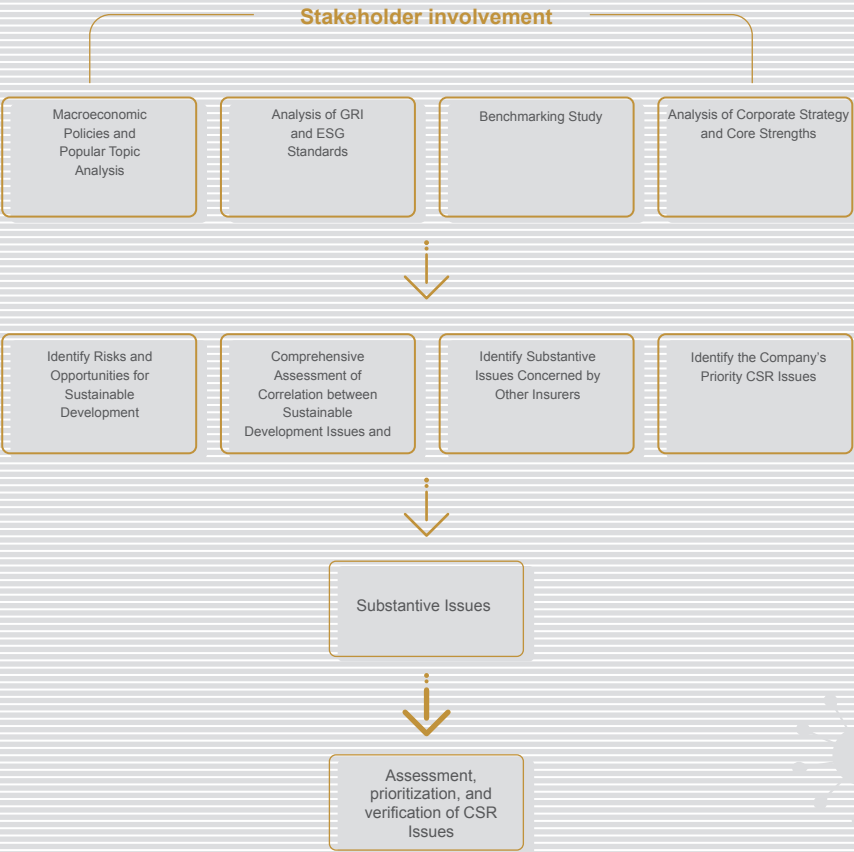 Stakeholder involvement
Macroeconomic
Policies and
Popular Topic
Analysis
Analysis of GRI
and ESG
Standards
Benchmarking Study
Analysis of Corporate Strategy
and Core Strengths
Identify Risks and
Opportunities for
Sustainable
Development
Comprehensive
Assessment of
Correlation between
Sustainable
Development Issues and
Identify Substantive
Issues Concerned by
Other Insurers
Identify the Company's
Priority CSR Issues
Substantive Issues
Assessment,
prioritization, and
verification of CSR
Issues